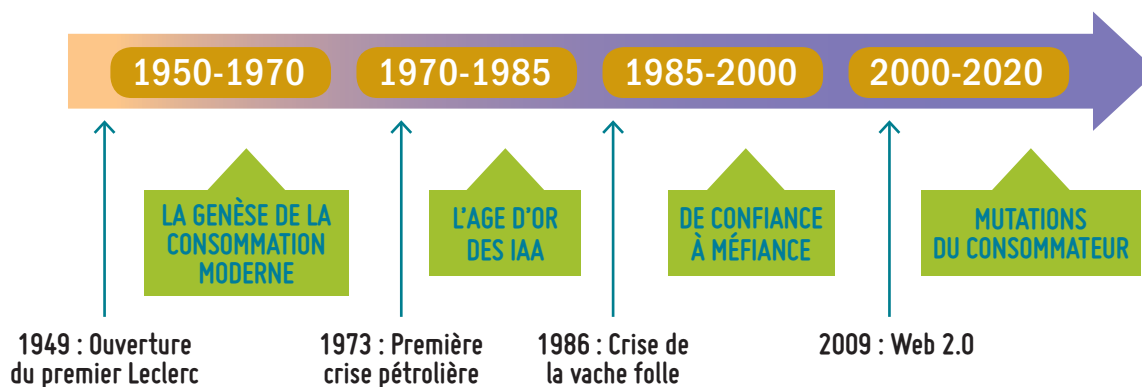 1950-1970
1970-1985
1985-2000
2000-2020
LA GENÈSE DE LA
CONSOMMATION
MODERNE
L'AGE D'OR
DES IAA
DE CONFIANCE
À MÉFIANCE
MUTATIONS
DU CONSOMMATEUR
1949 : Ouverture
du premier Leclerc
1973 : Première
crise pétrolière
1986 : Crise de
la vache folle
2009 : Web 2.0